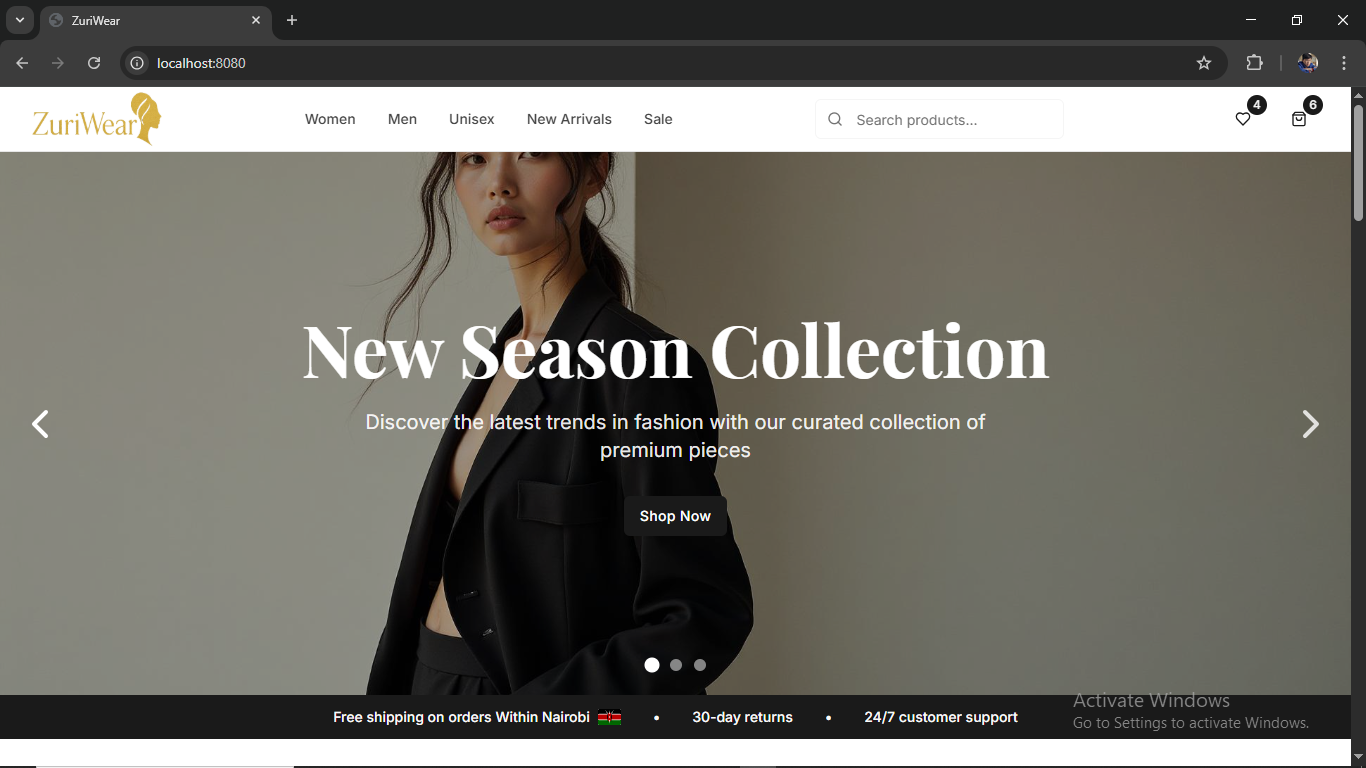 ZuriWear
localhost:8080
ZuriWear
Women Men Unisex New Arrivals Sale
Search products...
4
6
New Season Collection
Discover the latest trends in fashion with our curated collection of
premium pieces
Shop Now
Free shipping on orders Within Nairobi 🇰🇪 • 30-day returns • 24/7 customer support
Activate Windows
Go to Settings to activate Windows.